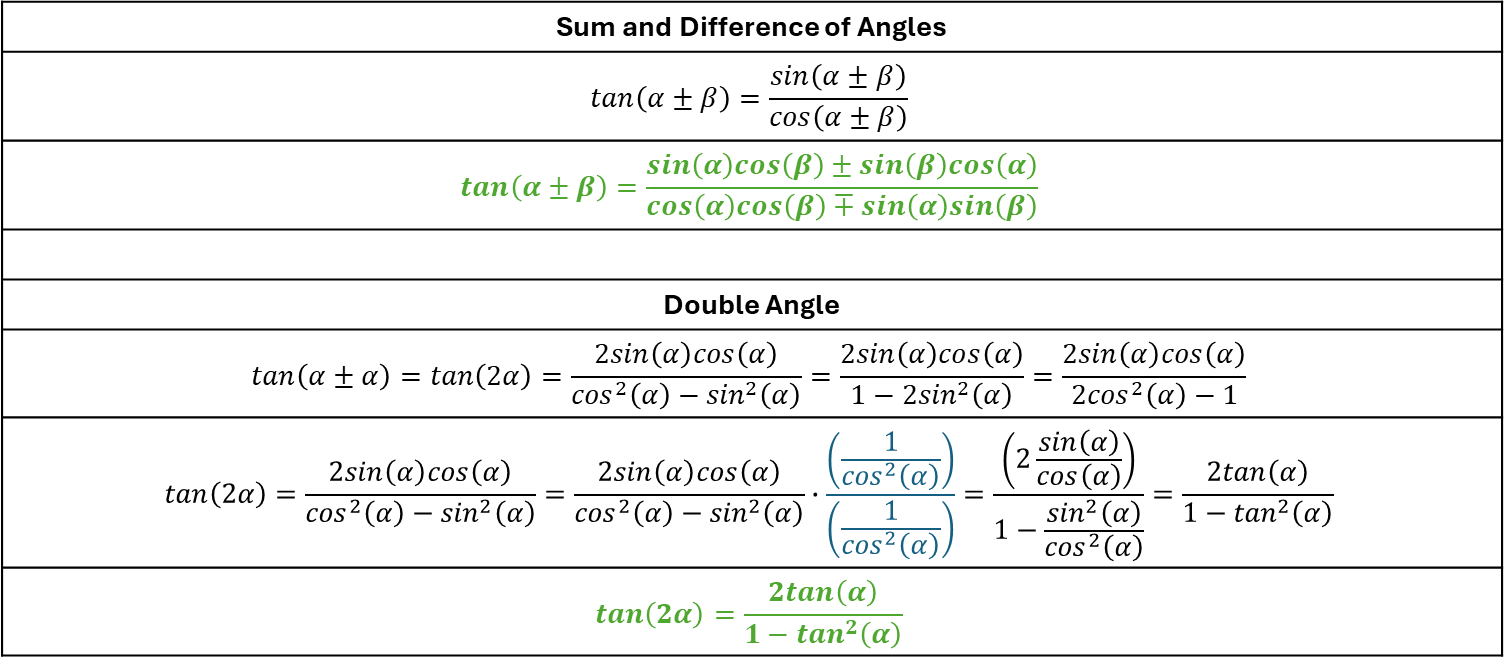 Sum and Difference of Angles
tan(α ± β) = sin(α ± β) / cos(α ± β)
tan(α ± β) = sin(α)cos(β) ± sin(β)cos(α) / cos(α)cos(β) ∓ sin(α)sin(β)
Double Angle
tan(α ± α) = tan(2α) = 2sin(α)cos(α) / cos²(α) − sin²(α) = 2sin(α)cos(α) / 1 − 2sin²(α) = 2sin(α)cos(α) / 2cos²(α) − 1
tan(2α) = 2sin(α)cos(α) / cos²(α) − sin²(α) = 2sin(α)cos(α) / cos²(α) − sin²(α) · (1 / cos²(α)) / (1 / cos²(α)) = (2 sin(α) / cos(α)) / 1 − sin²(α) / cos²(α) = 2tan(α) / 1 − tan²(α)
tan(2α) = 2tan(α) / 1 − tan²(α)